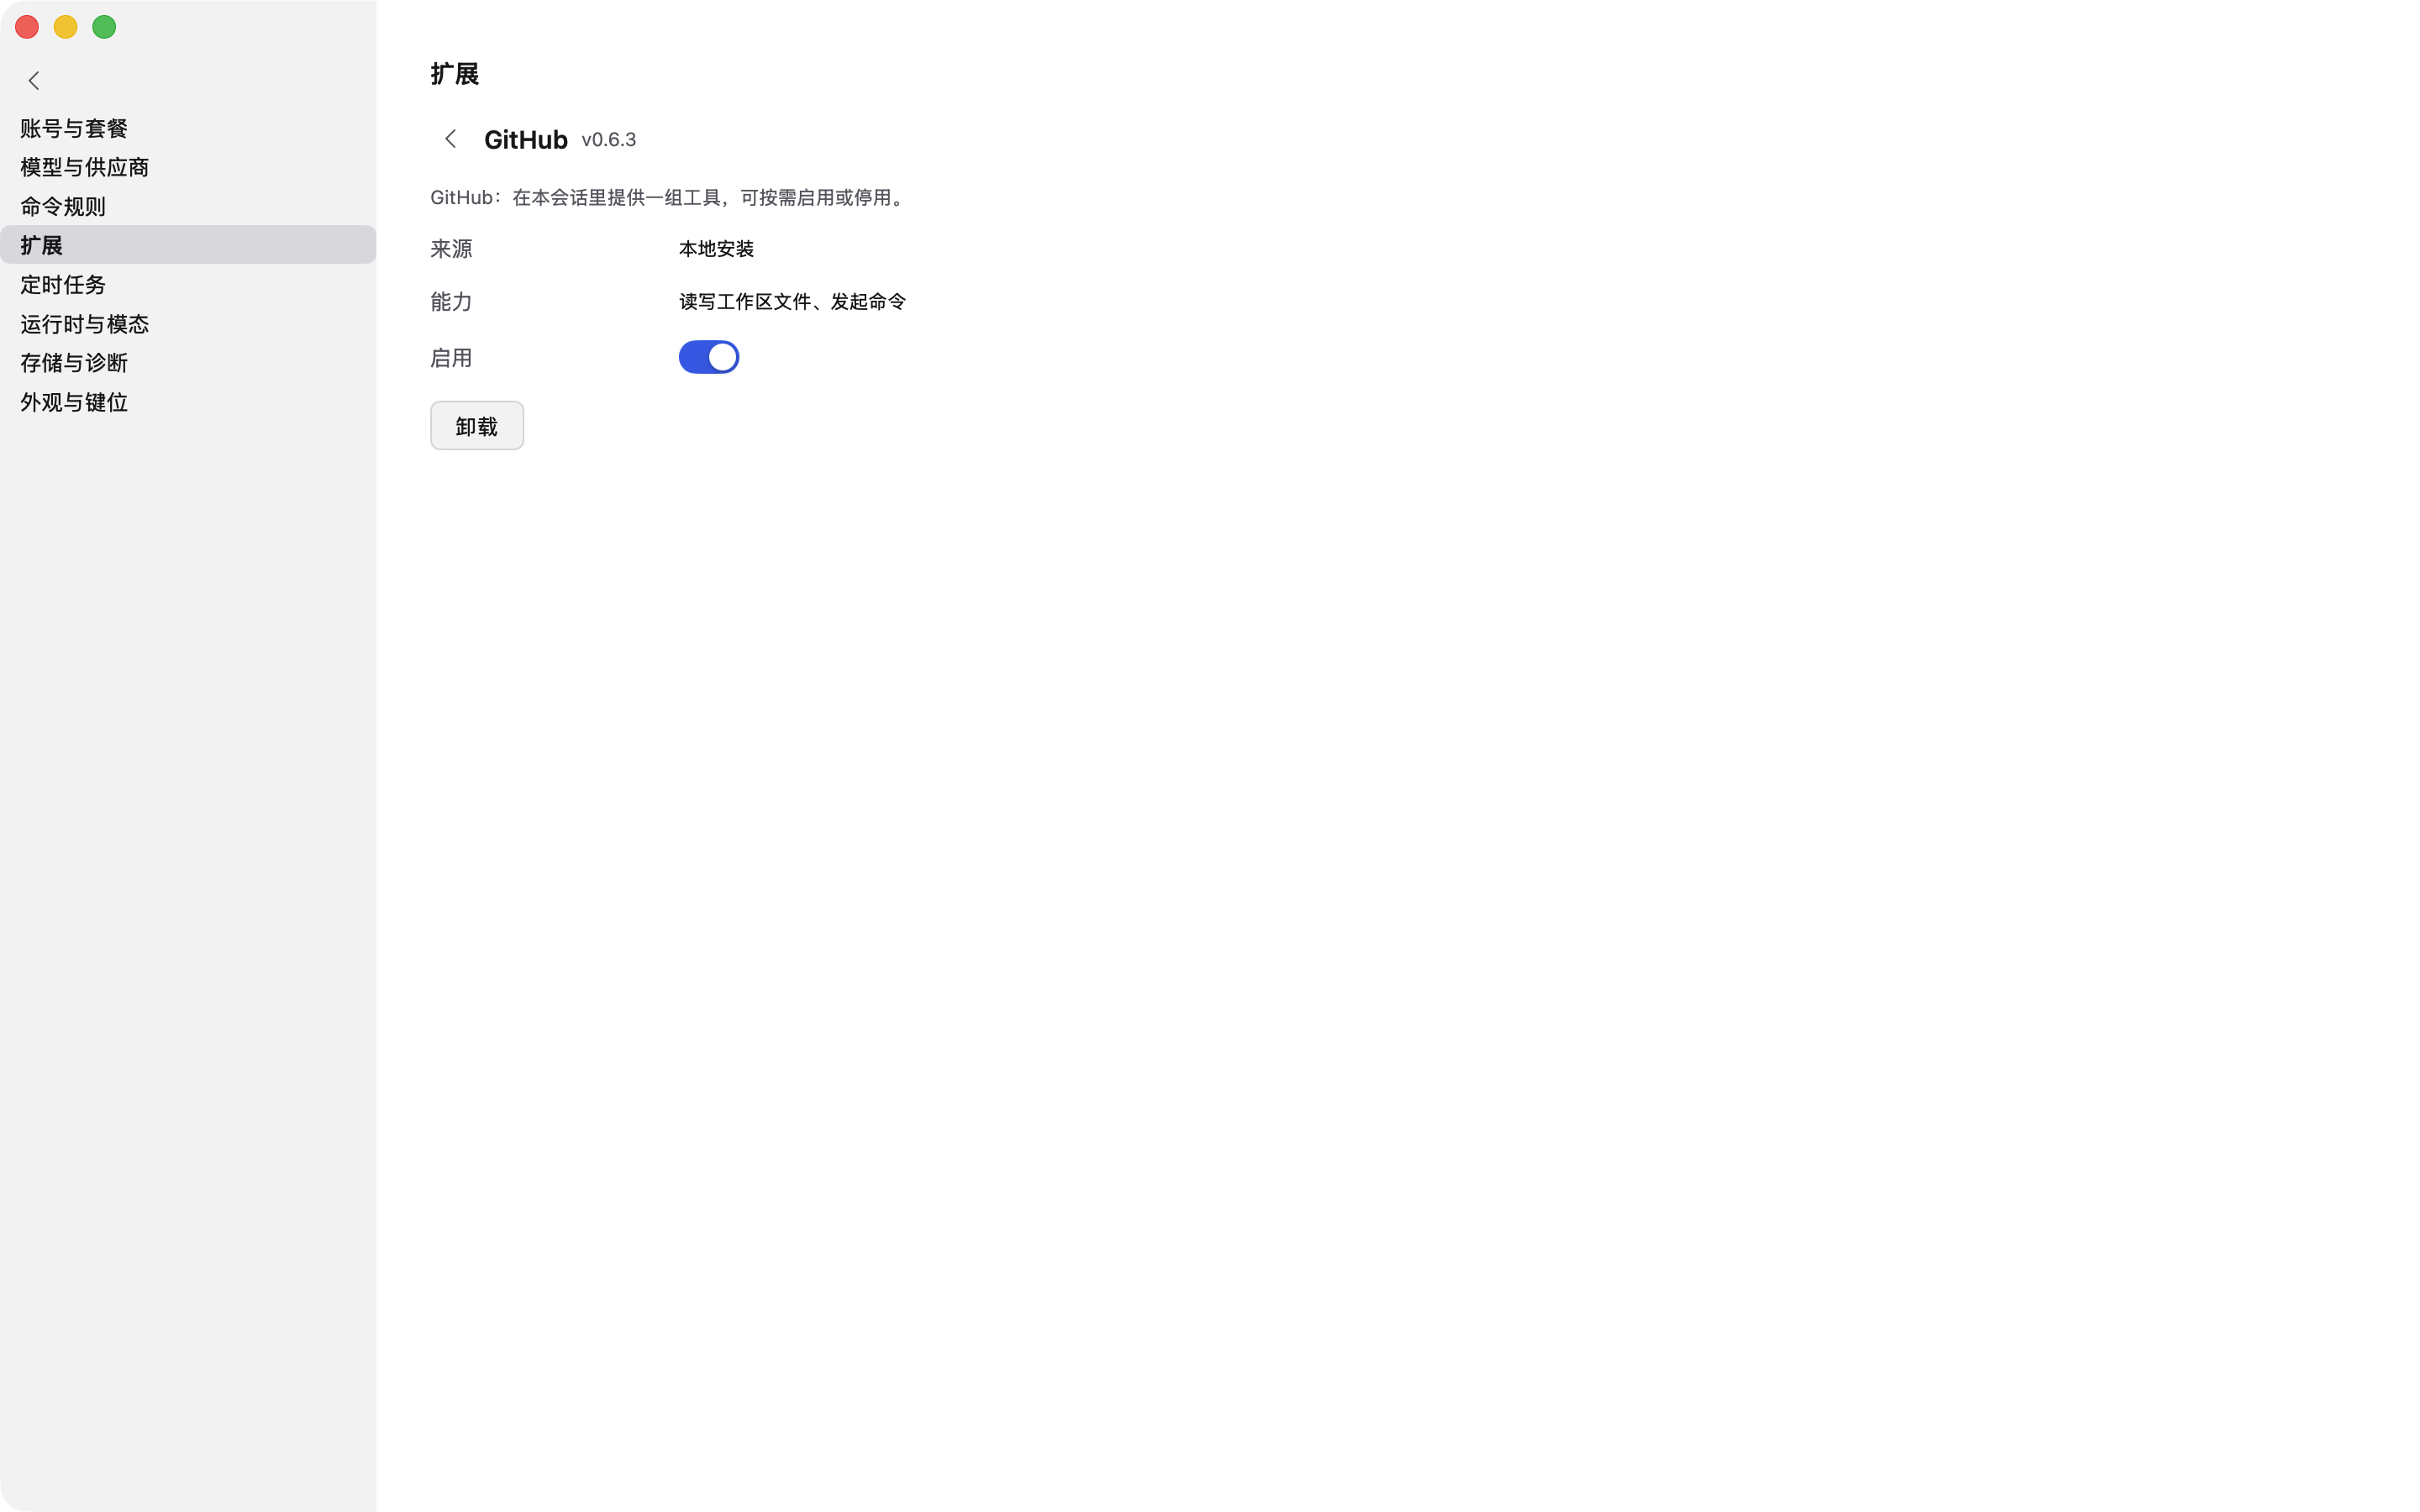 账号与套餐
模型与供应商
命令规则
扩展
定时任务
运行时与模态
存储与诊断
外观与键位
扩展
GitHub v0.6.3
GitHub：在本会话里提供一组工具，可按需启用或停用。
来源 本地安装
能力 读写工作区文件、发起命令
启用
卸载